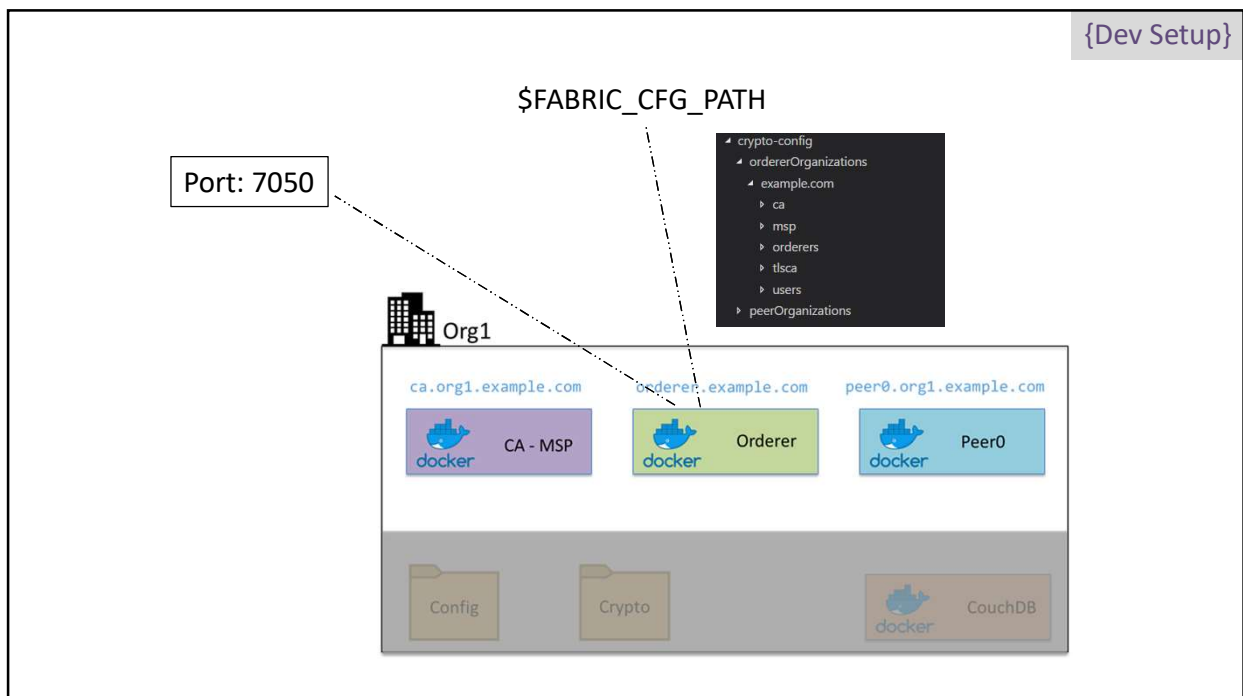 {Dev Setup}
$FABRIC_CFG_PATH
Port: 7050
crypto-config
ordererOrganizations
example.com
ca
msp
orderers
tlsca
users
peerOrganizations
Org1
ca.org1.example.com
orderer.example.com
peer0.org1.example.com
docker
CA - MSP
docker
Orderer
docker
Peer0
Config
Crypto
docker
CouchDB